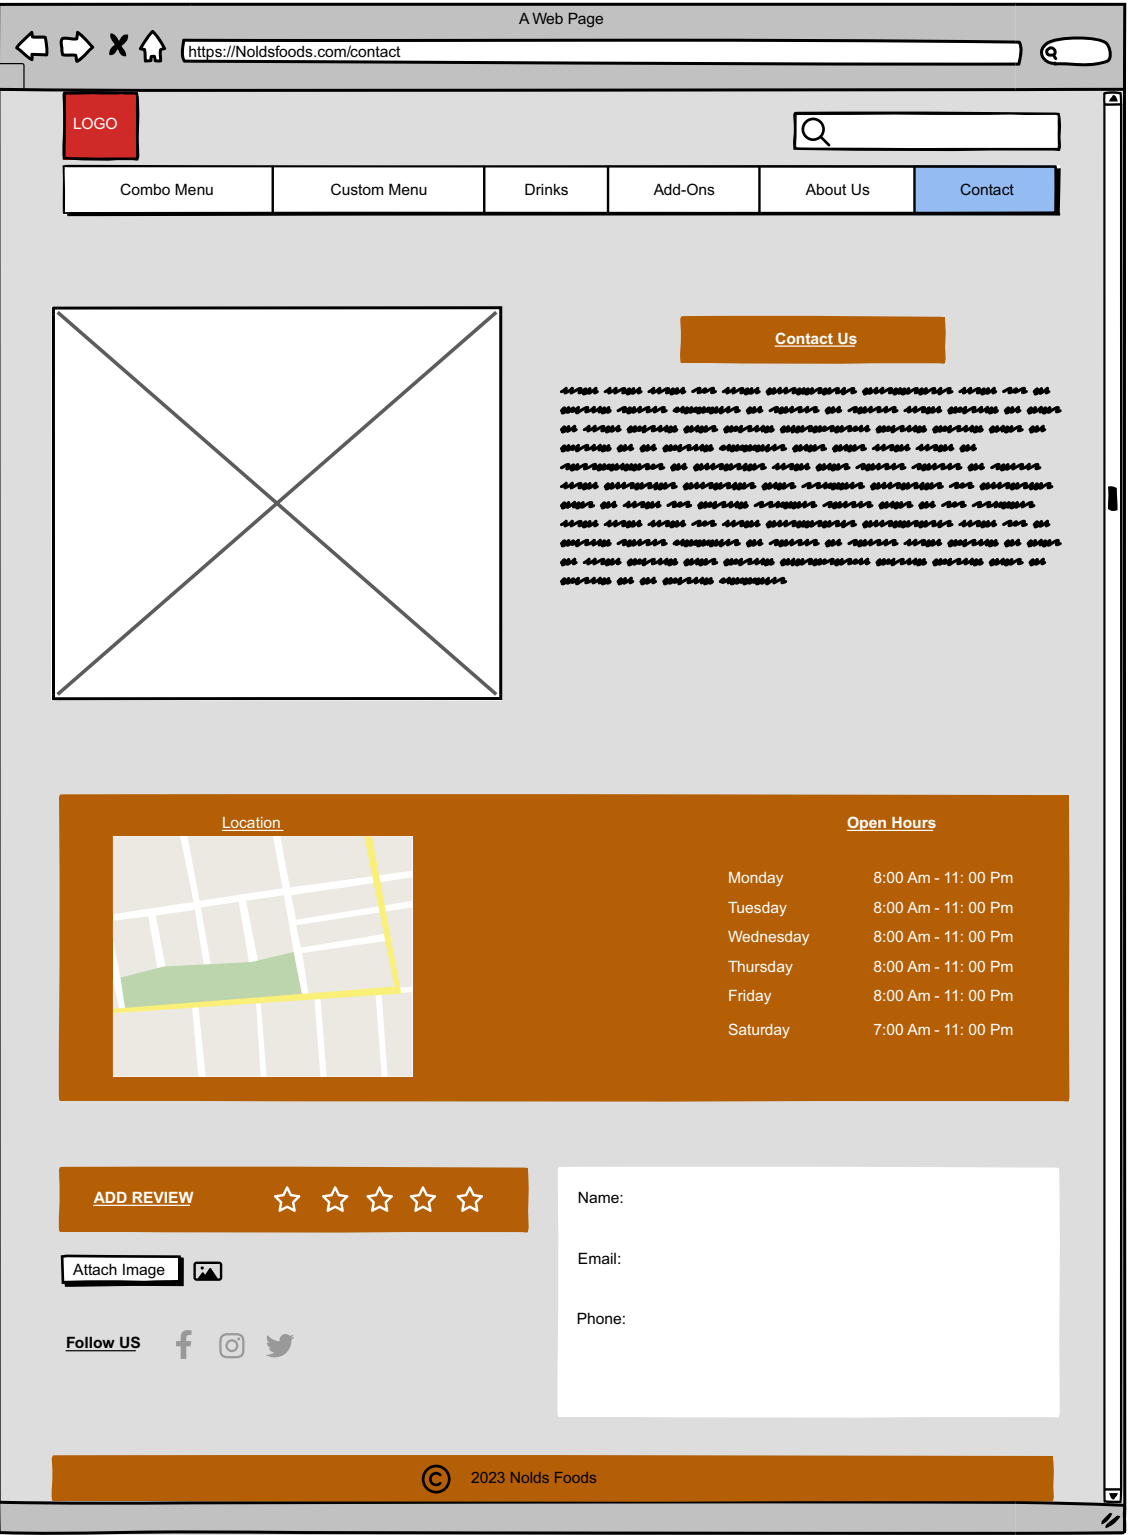 A Web Page
https://Noldsfoods.com/contact
LOGO
Combo Menu
Custom Menu
Drinks
Add-Ons
About Us
Contact
Contact Us
Location
Open Hours
Monday 8:00 Am - 11: 00 Pm
Tuesday 8:00 Am - 11: 00 Pm
Wednesday 8:00 Am - 11: 00 Pm
Thursday 8:00 Am - 11: 00 Pm
Friday 8:00 Am - 11: 00 Pm
Saturday 7:00 Am - 11: 00 Pm
ADD REVIEW
Attach Image
Follow US
Name:
Email:
Phone:
© 2023 Nolds Foods